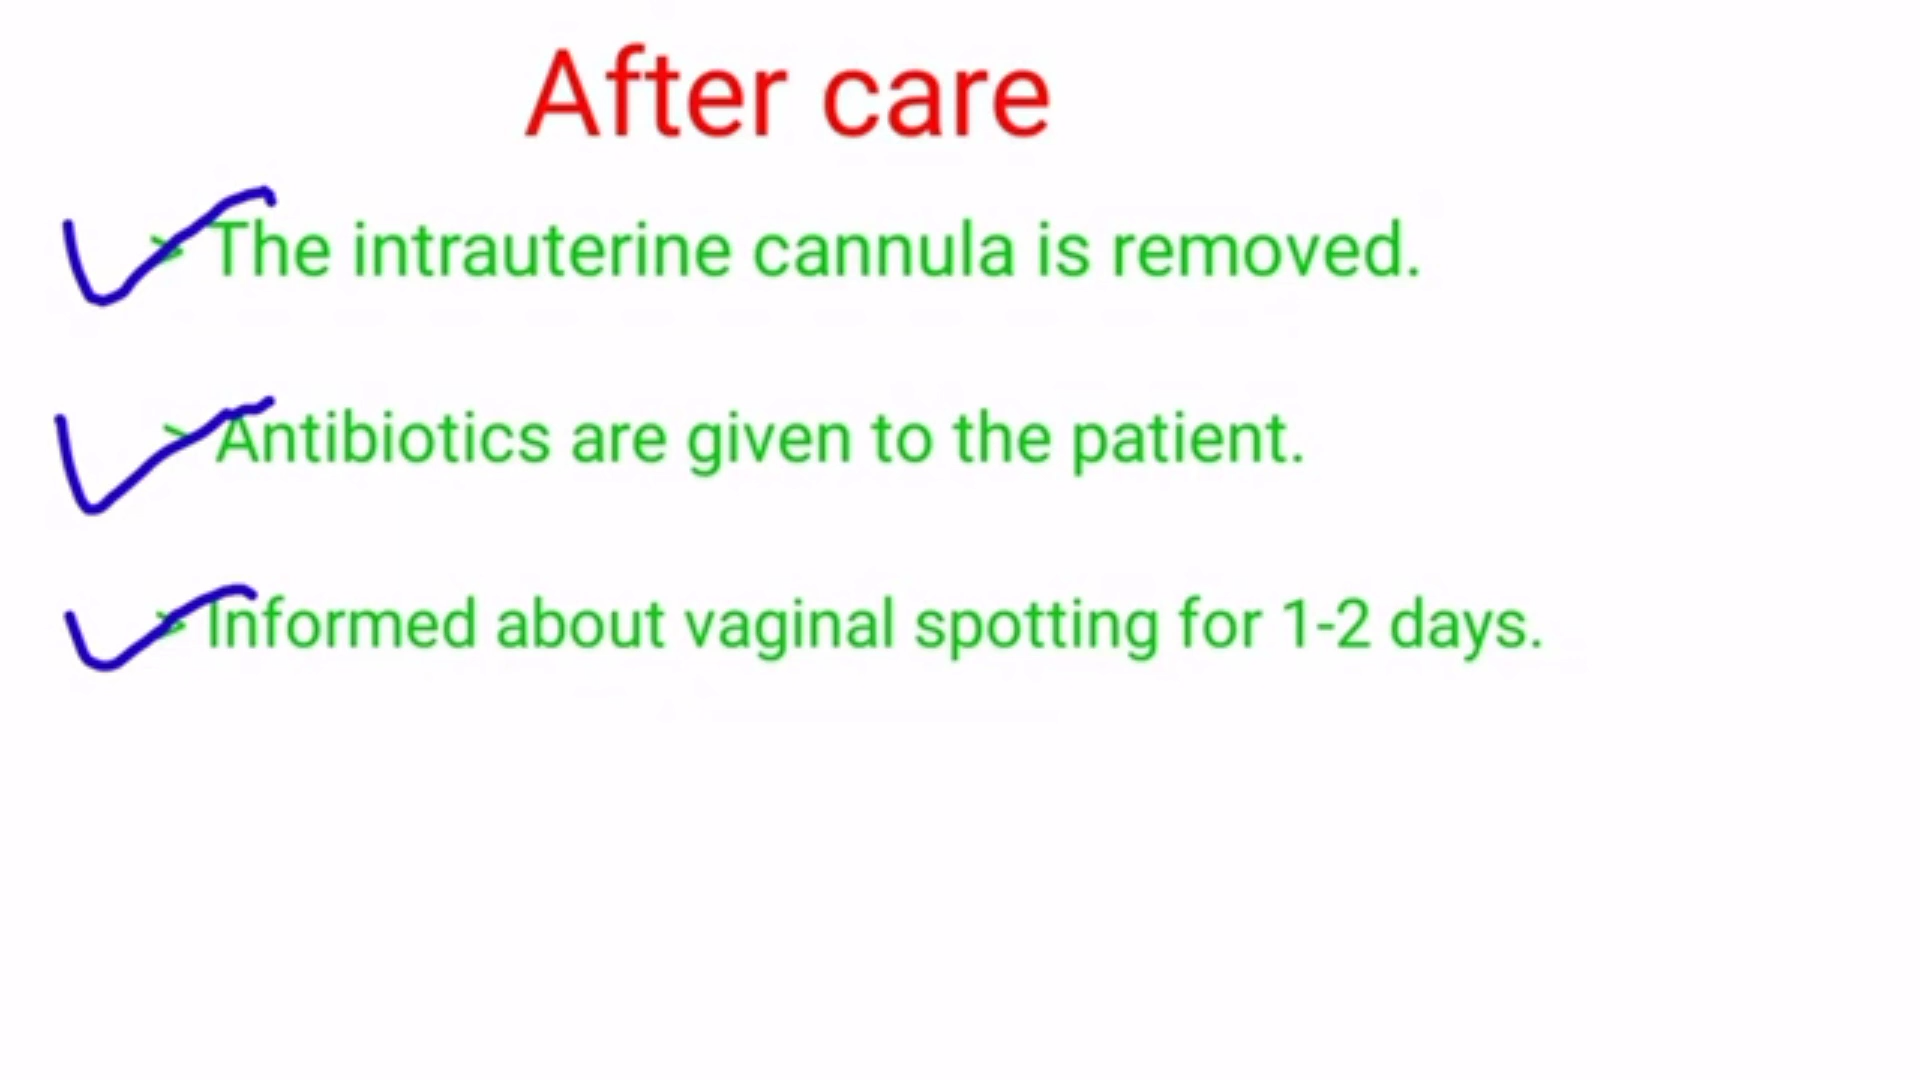 After care
> The intrauterine cannula is removed.
> Antibiotics are given to the patient.
> Informed about vaginal spotting for 1-2 days.